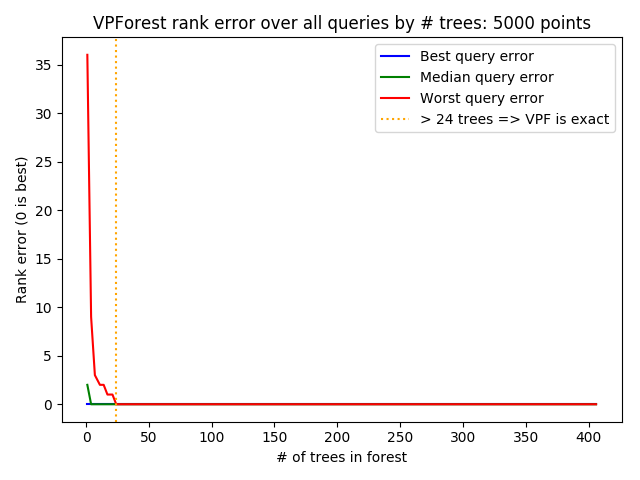 VPForest rank error over all queries by # trees: 5000 points
Best query error
Median query error
Worst query error
> 24 trees => VPF is exact
Rank error (0 is best)
35
30
25
20
15
10
5
0
0 50 100 150 200 250 300 350 400
# of trees in forest